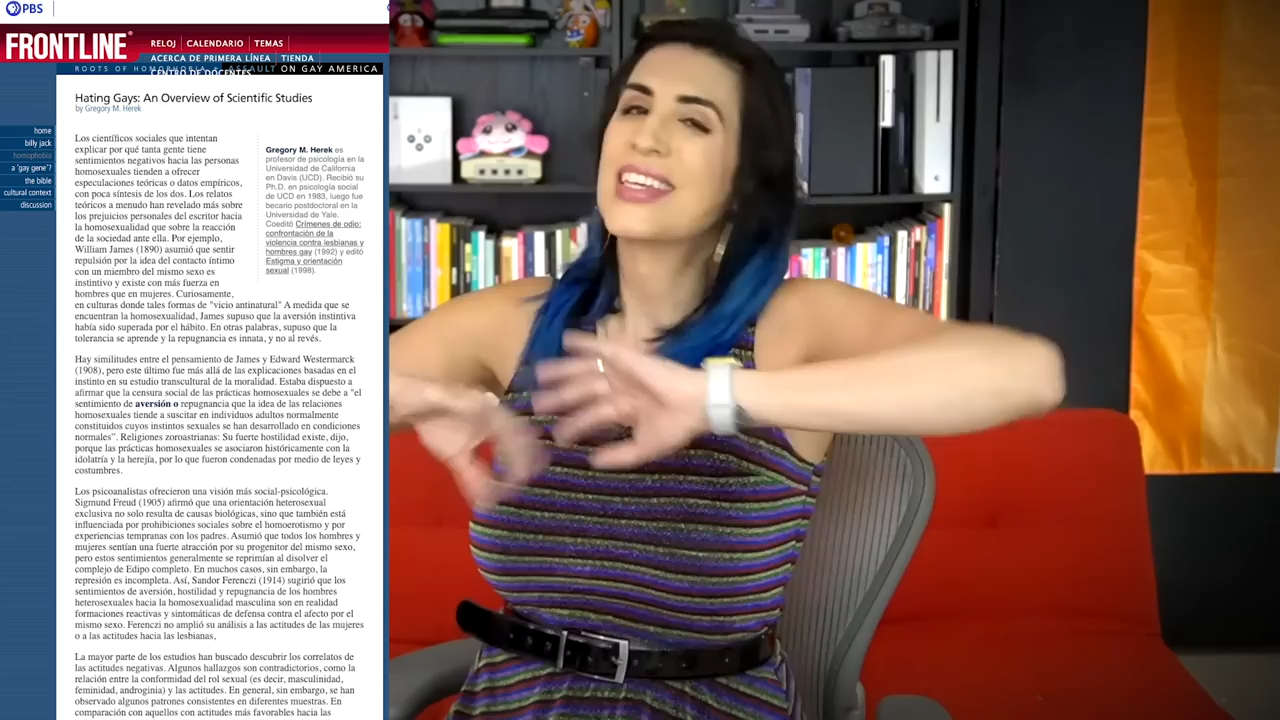 PBS
FRONTLINE®
RELOJ
CALENDARIO
TEMAS
ACERCA DE PRIMERA LÍNEA
TIENDA
CENTRO DE DOCENTES
ROOTS OF HOMOPHOBIA
ASSAULT ON GAY AMERICA
home
billy jack
homophobia
a 'gay gene'?
the bible
cultural context
discussion
Hating Gays: An Overview of Scientific Studies
by Gregory M. Herek
Los científicos sociales que intentan
explicar por qué tanta gente tiene
sentimientos negativos hacia las personas
homosexuales tienden a ofrecer
especulaciones teóricas o datos empíricos,
con poca síntesis de los dos. Los relatos
teóricos a menudo han revelado más sobre
los prejuicios personales del escritor hacia
la homosexualidad que sobre la reacción
de la sociedad ante ella. Por ejemplo,
William James (1890) asumió que sentir
repulsión por la idea del contacto íntimo
con un miembro del mismo sexo es
instintivo y existe con más fuerza en
hombres que en mujeres. Curiosamente,
en culturas donde tales formas de "vicio antinatural" A medida que se
encuentran la homosexualidad, James supuso que la aversión instintiva
había sido superada por el hábito. En otras palabras, supuso que la
tolerancia se aprende y la repugnancia es innata, y no al revés.
Gregory M. Herek es
profesor de psicología en la
Universidad de California
en Davis (UCD). Recibió su
Ph.D. en psicología social
de UCD en 1983, luego fue
becario postdoctoral en la
Universidad de Yale.
Coeditó Crímenes de odio:
confrontación de la
violencia contra lesbianas y
hombres gay (1992) y editó
Estigma y orientación
sexual (1998).
Hay similitudes entre el pensamiento de James y Edward Westermarck
(1908), pero este último fue más allá de las explicaciones basadas en el
instinto en su estudio transcultural de la moralidad. Estaba dispuesto a
afirmar que la censura social de las prácticas homosexuales se debe a "el
sentimiento de aversión o repugnancia que la idea de las relaciones
homosexuales tiende a suscitar en individuos adultos normalmente
constituidos cuyos instintos sexuales se han desarrollado en condiciones
normales". Religiones zoroastrianas: Su fuerte hostilidad existe, dijo,
porque las prácticas homosexuales se asociaron históricamente con la
idolatría y la herejía, por lo que fueron condenadas por medio de leyes y
costumbres.
Los psicoanalistas ofrecieron una visión más social-psicológica.
Sigmund Freud (1905) afirmó que una orientación heterosexual
exclusiva no solo resulta de causas biológicas, sino que también está
influenciada por prohibiciones sociales sobre el homoerotismo y por
experiencias tempranas con los padres. Asumió que todos los hombres y
mujeres sentían una fuerte atracción por su progenitor del mismo sexo,
pero estos sentimientos generalmente se reprimían al disolver el
complejo de Edipo completo. En muchos casos, sin embargo, la
represión es incompleta. Así, Sandor Ferenczi (1914) sugirió que los
sentimientos de aversión, hostilidad y repugnancia de los hombres
heterosexuales hacia la homosexualidad masculina son en realidad
formaciones reactivas y sintomáticas de defensa contra el afecto por el
mismo sexo. Ferenczi no amplió su análisis a las actitudes de las mujeres
o a las actitudes hacia las lesbianas,
La mayor parte de los estudios han buscado descubrir los correlatos de
las actitudes negativas. Algunos hallazgos son contradictorios, como la
relación entre la conformidad del rol sexual (es decir, masculinidad,
feminidad, androginia) y las actitudes. En general, sin embargo, se han
observado algunos patrones consistentes en diferentes muestras. En
comparación con aquellos con actitudes más favorables hacia las